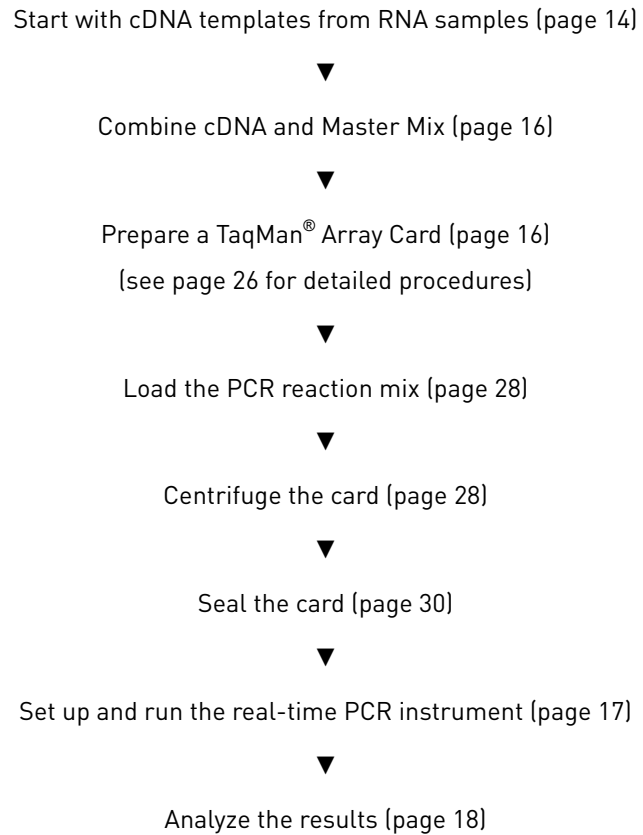 Start with cDNA templates from RNA samples (page 14)
▼
Combine cDNA and Master Mix (page 16)
▼
Prepare a TaqMan® Array Card (page 16)
(see page 26 for detailed procedures)
▼
Load the PCR reaction mix (page 28)
▼
Centrifuge the card (page 28)
▼
Seal the card (page 30)
▼
Set up and run the real-time PCR instrument (page 17)
▼
Analyze the results (page 18)